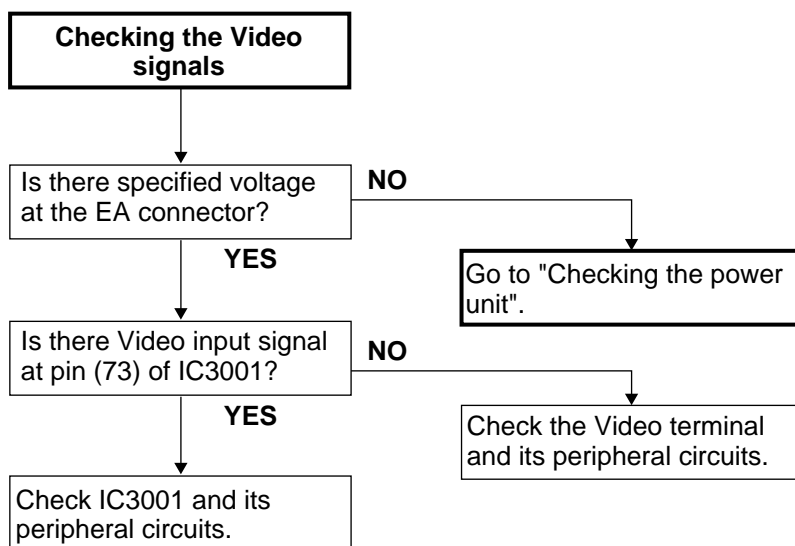 Checking the Video
signals
Is there specified voltage
at the EA connector?
NO
YES
Go to "Checking the power
unit".
Is there Video input signal
at pin (73) of IC3001?
NO
YES
Check the Video terminal
and its peripheral circuits.
Check IC3001 and its
peripheral circuits.